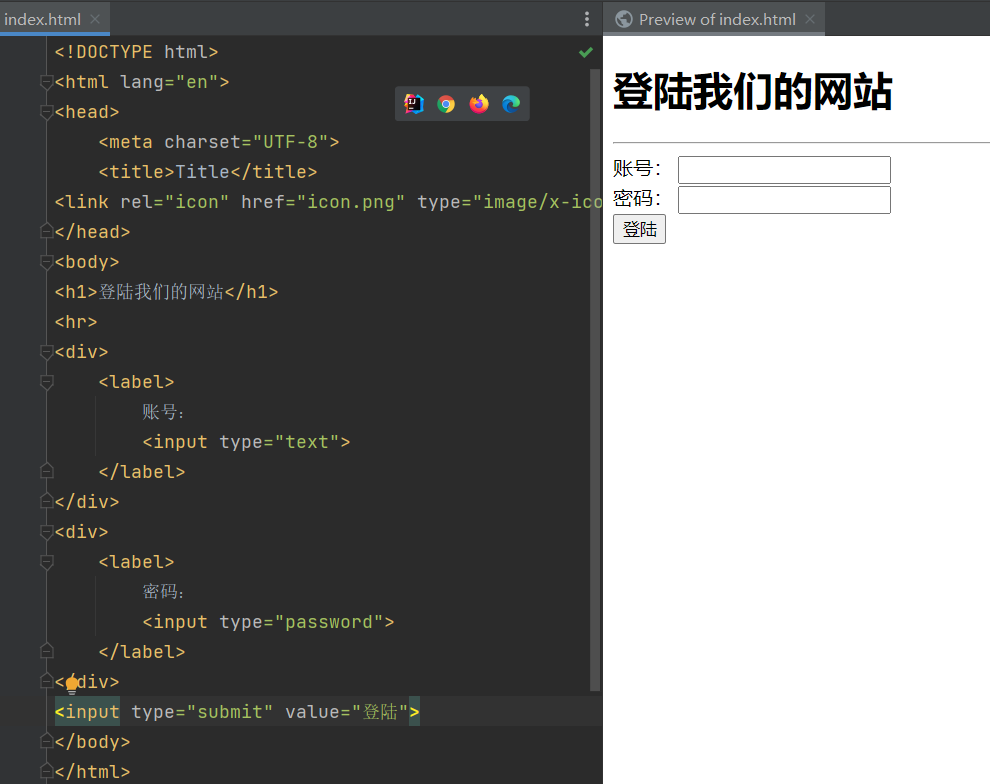 index.html
Preview of index.html
<!DOCTYPE html>
<html lang="en">
<head>
<meta charset="UTF-8">
<title>Title</title>
<link rel="icon" href="icon.png" type="image/x-ico
</head>
<body>
<h1>登陆我们的网站</h1>
<hr>
<div>
<label>
账号：
<input type="text">
</label>
</div>
<div>
<label>
密码：
<input type="password">
</label>
</div>
<input type="submit" value="登陆">
</body>
</html>
登陆我们的网站
账号：
密码：
登陆